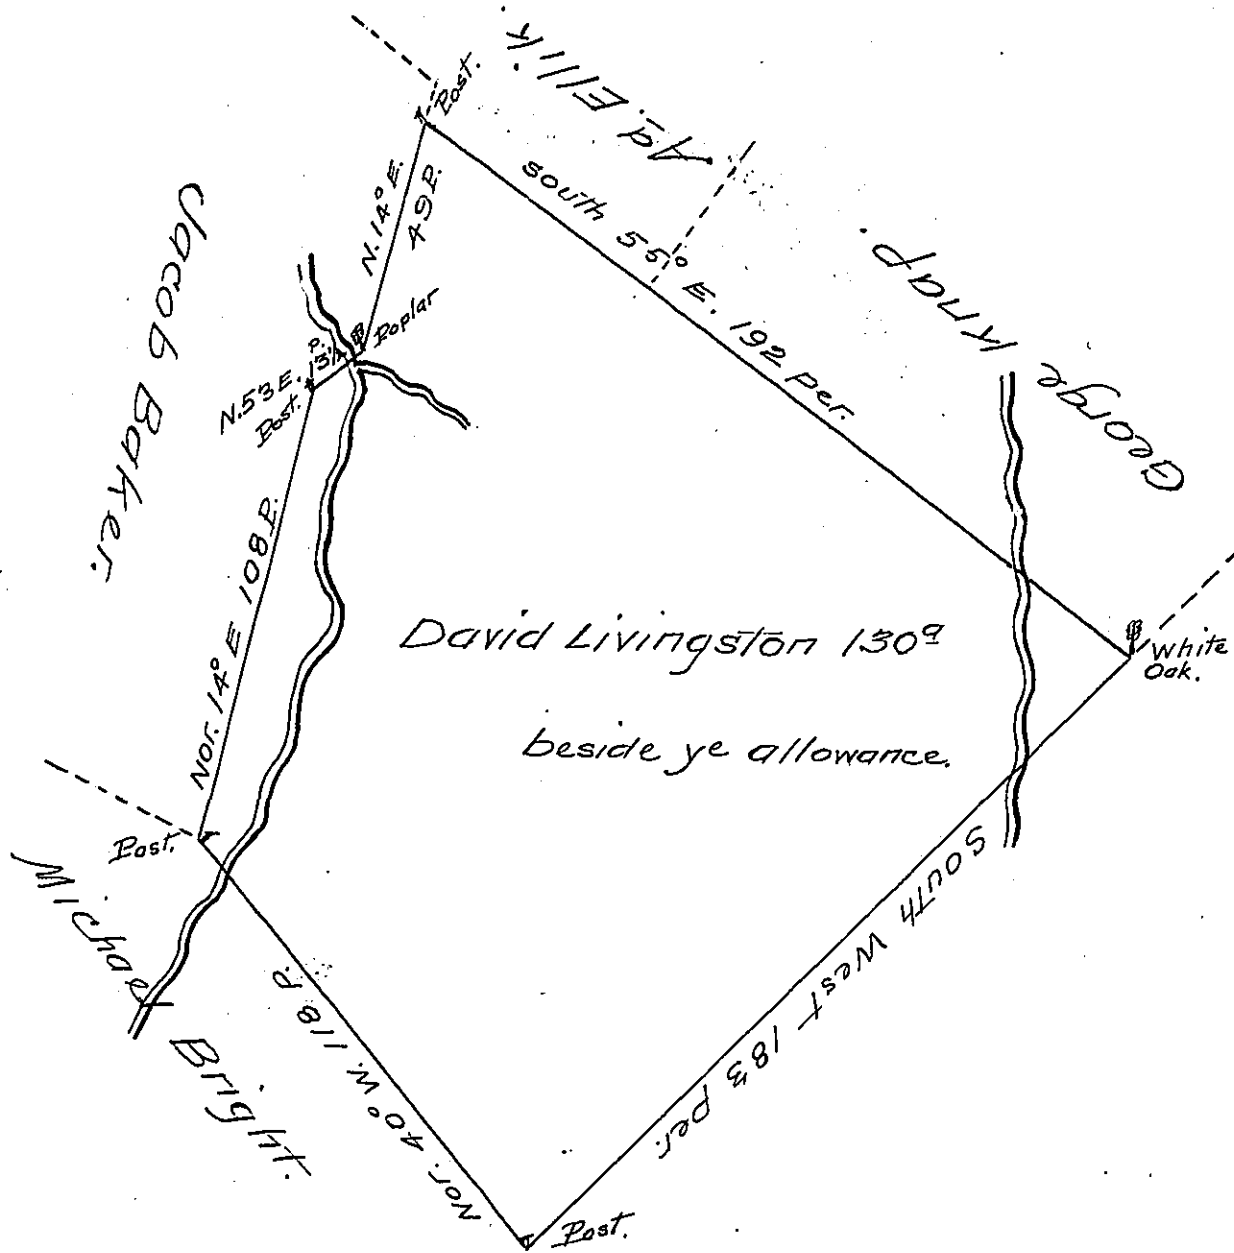 Ad. Ellik.
Post.
N. 14° E.
49 P.
south 55° E. 192 Per.
George Knap.
Jacob Baker.
Poplar
N. 53 E. 13½ P.
Post.
Nor. 14° E 108 P.
David Livingston 130a
beside ye allowance.
White
Oak.
Post.
Michael Bright.
Nor. 40° W. 118 P.
South West 183 per.
Post.